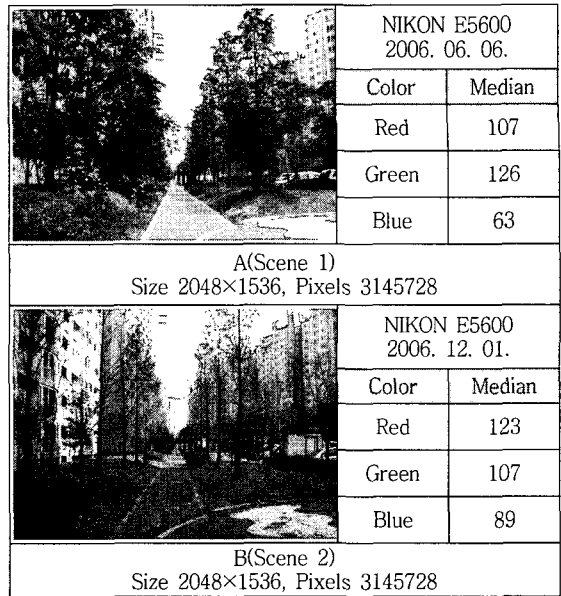 NIKON E5600
2006. 06. 06.
Color Median
Red 107
Green 126
Blue 63
A(Scene 1)
Size 2048×1536, Pixels 3145728
NIKON E5600
2006. 12. 01.
Color Median
Red 123
Green 107
Blue 89
B(Scene 2)
Size 2048×1536, Pixels 3145728